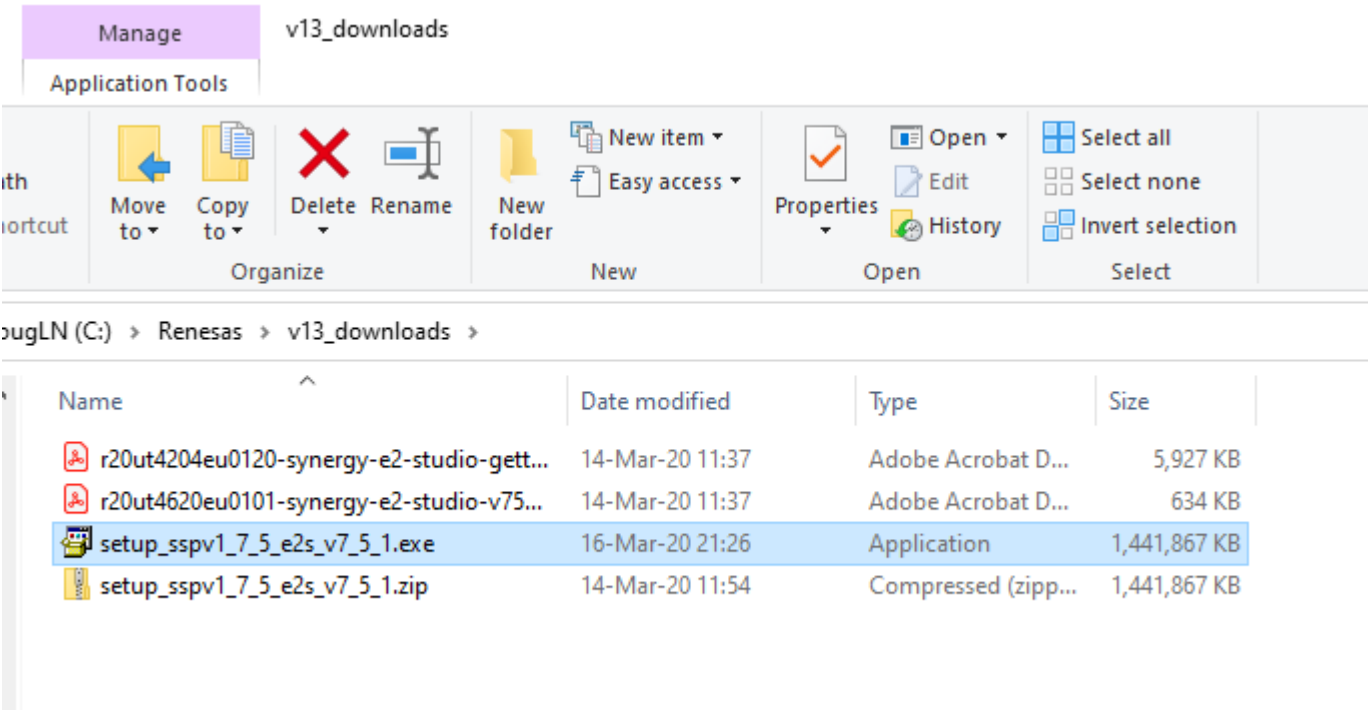 Manage v13_downloads
Application Tools
New item Open Select all
Easy access Edit Select none
Move to Copy to Delete Rename New folder Properties History Invert selection
Organize New Open Select
(C:) > Renesas > v13_downloads >
Name Date modified Type Size
r20ut4204eu0120-synergy-e2-studio-gett... 14-Mar-20 11:37 Adobe Acrobat D... 5,927 KB
r20ut4620eu0101-synergy-e2-studio-v75... 14-Mar-20 11:37 Adobe Acrobat D... 634 KB
setup_sspv1_7_5_e2s_v7_5_1.exe 16-Mar-20 21:26 Application 1,441,867 KB
setup_sspv1_7_5_e2s_v7_5_1.zip 14-Mar-20 11:54 Compressed (zipp... 1,441,867 KB